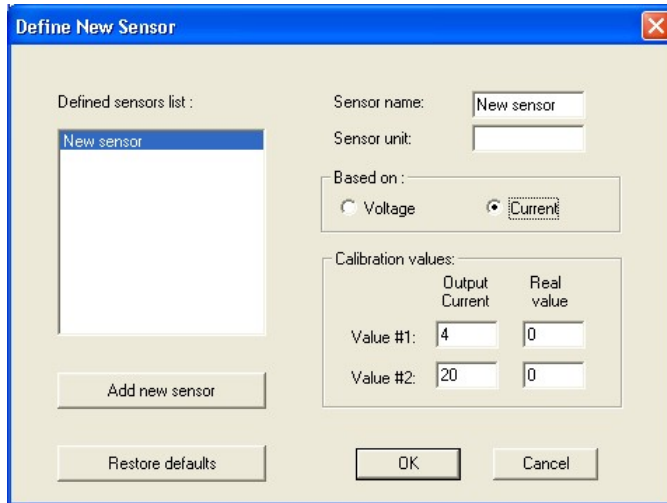 Define New Sensor
Defined sensors list :
New sensor
Add new sensor
Restore defaults
Sensor name: New sensor
Sensor unit:
Based on :
Voltage Current
Calibration values:
Output Current Real value
Value #1: 4 0
Value #2: 20 0
OK Cancel